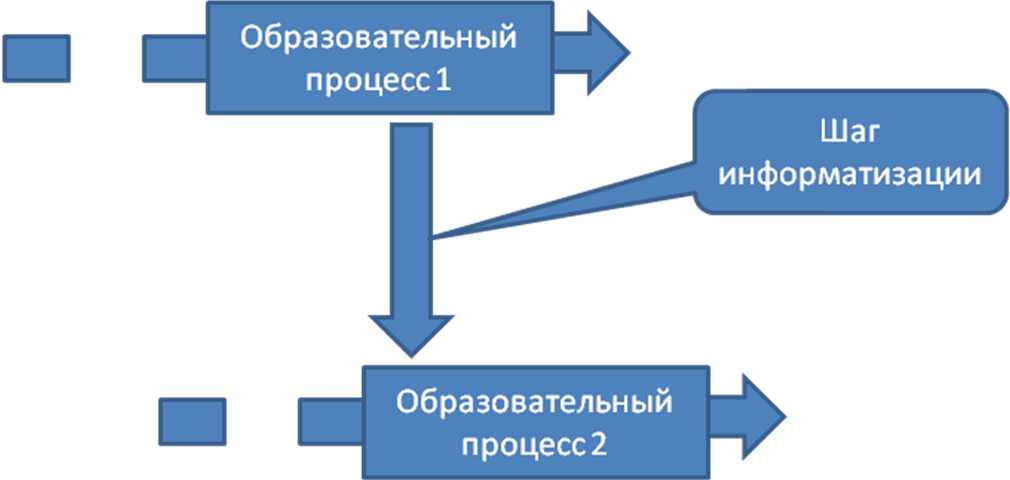 Образовательный
процесс 1
Шаг
информатизации
Образовательный
процесс 2